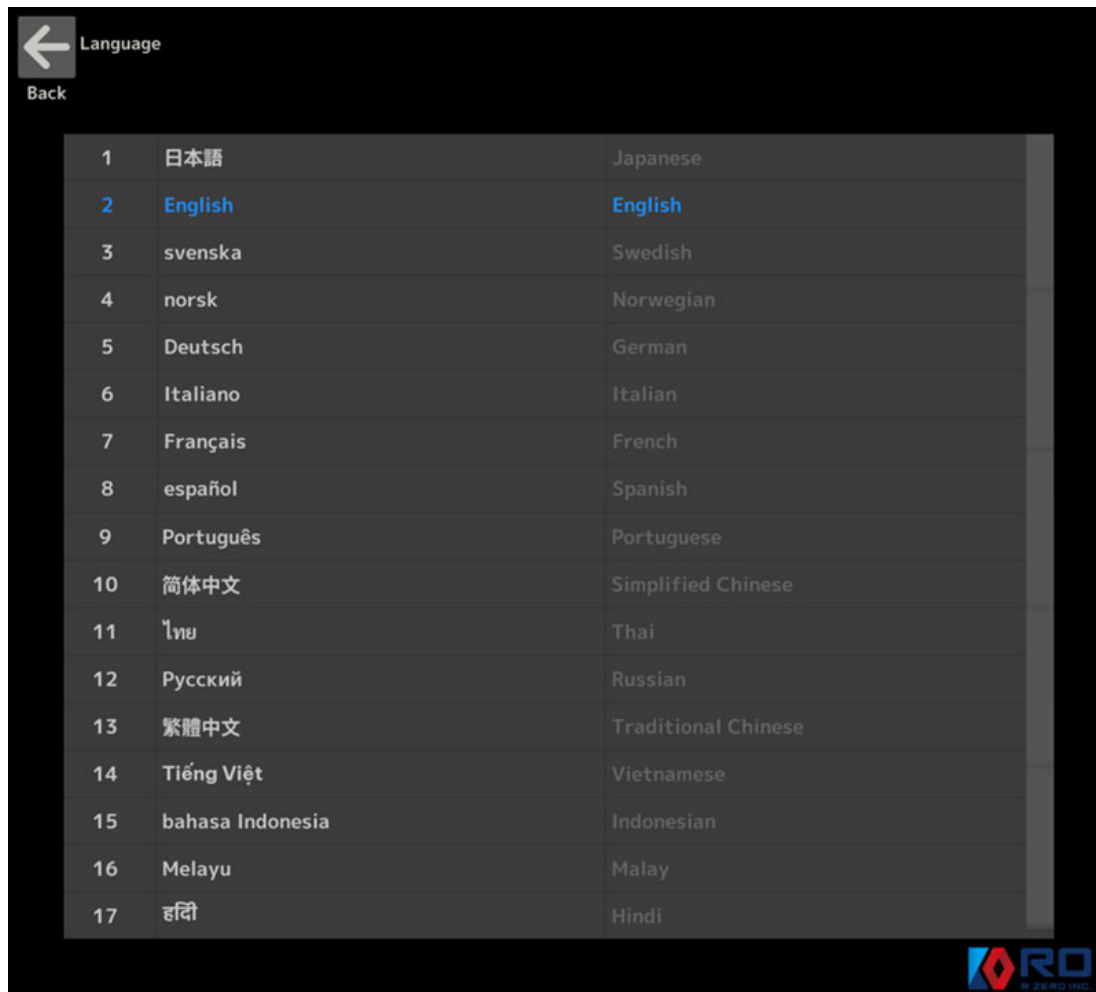 Language
Back
1 日本語 Japanese
2 English English
3 svenska Swedish
4 norsk Norwegian
5 Deutsch German
6 Italiano Italian
7 Français French
8 español Spanish
9 Português Portuguese
10 简体中文 Simplified Chinese
11 ไทย Thai
12 Русский Russian
13 繁體中文 Traditional Chinese
14 Tiếng Việt Vietnamese
15 bahasa Indonesia Indonesian
16 Melayu Malay
17 हदिी Hindi
RO
R ZERO INC.